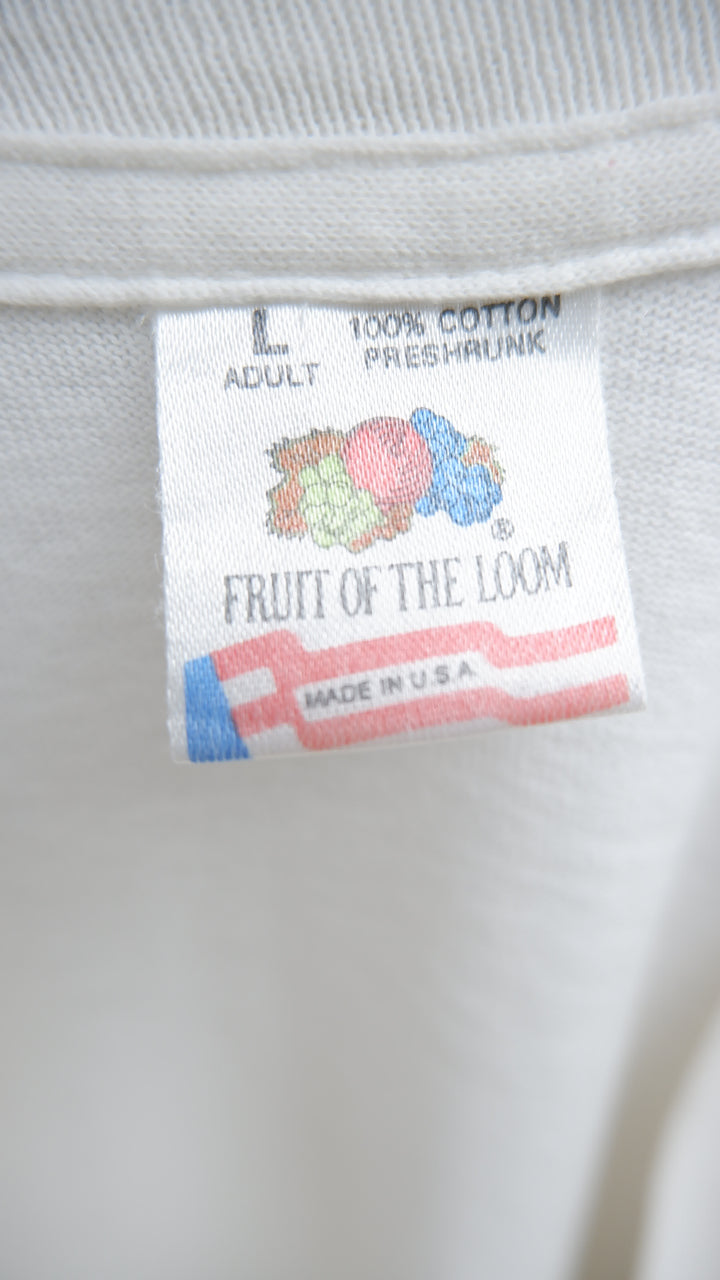 L
ADULT
100% COTTON
PRESHRUNK
®
FRUIT OF THE LOOM
MADE IN U.S.A.